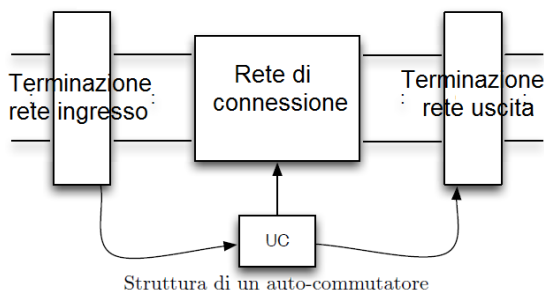 Terminazione
rete ingresso
Rete di
connessione
Terminazione
rete uscita
UC
Struttura di un auto-commutatore